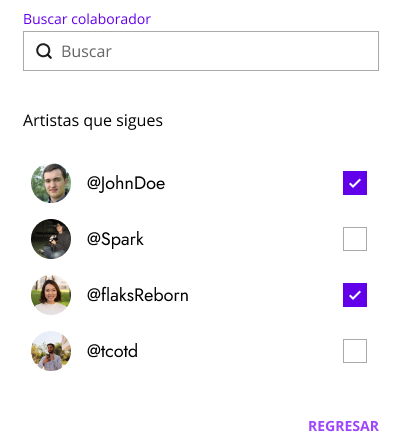 Buscar colaborador
Buscar
Artistas que sigues
@JohnDoe
@Spark
@flaksReborn
@tcotd
REGRESAR